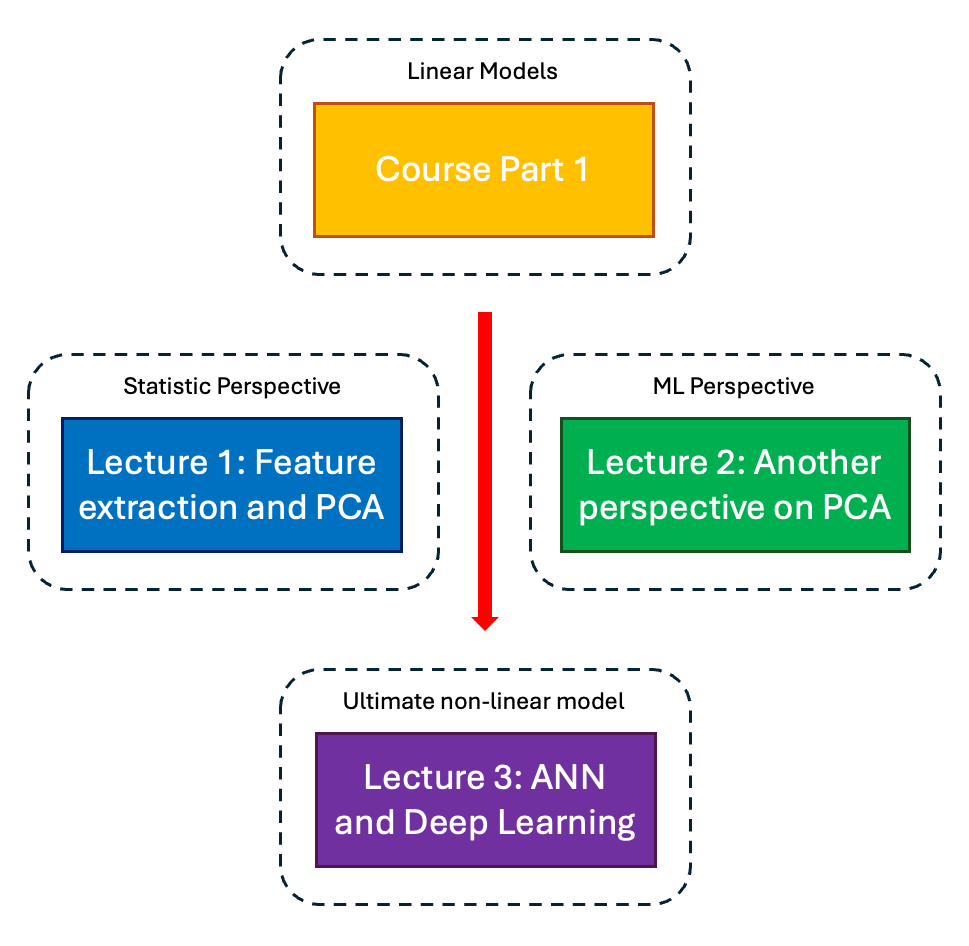 Linear Models
Course Part 1
Statistic Perspective
Lecture 1: Feature
extraction and PCA
ML Perspective
Lecture 2: Another
perspective on PCA
Ultimate non-linear model
Lecture 3: ANN
and Deep Learning